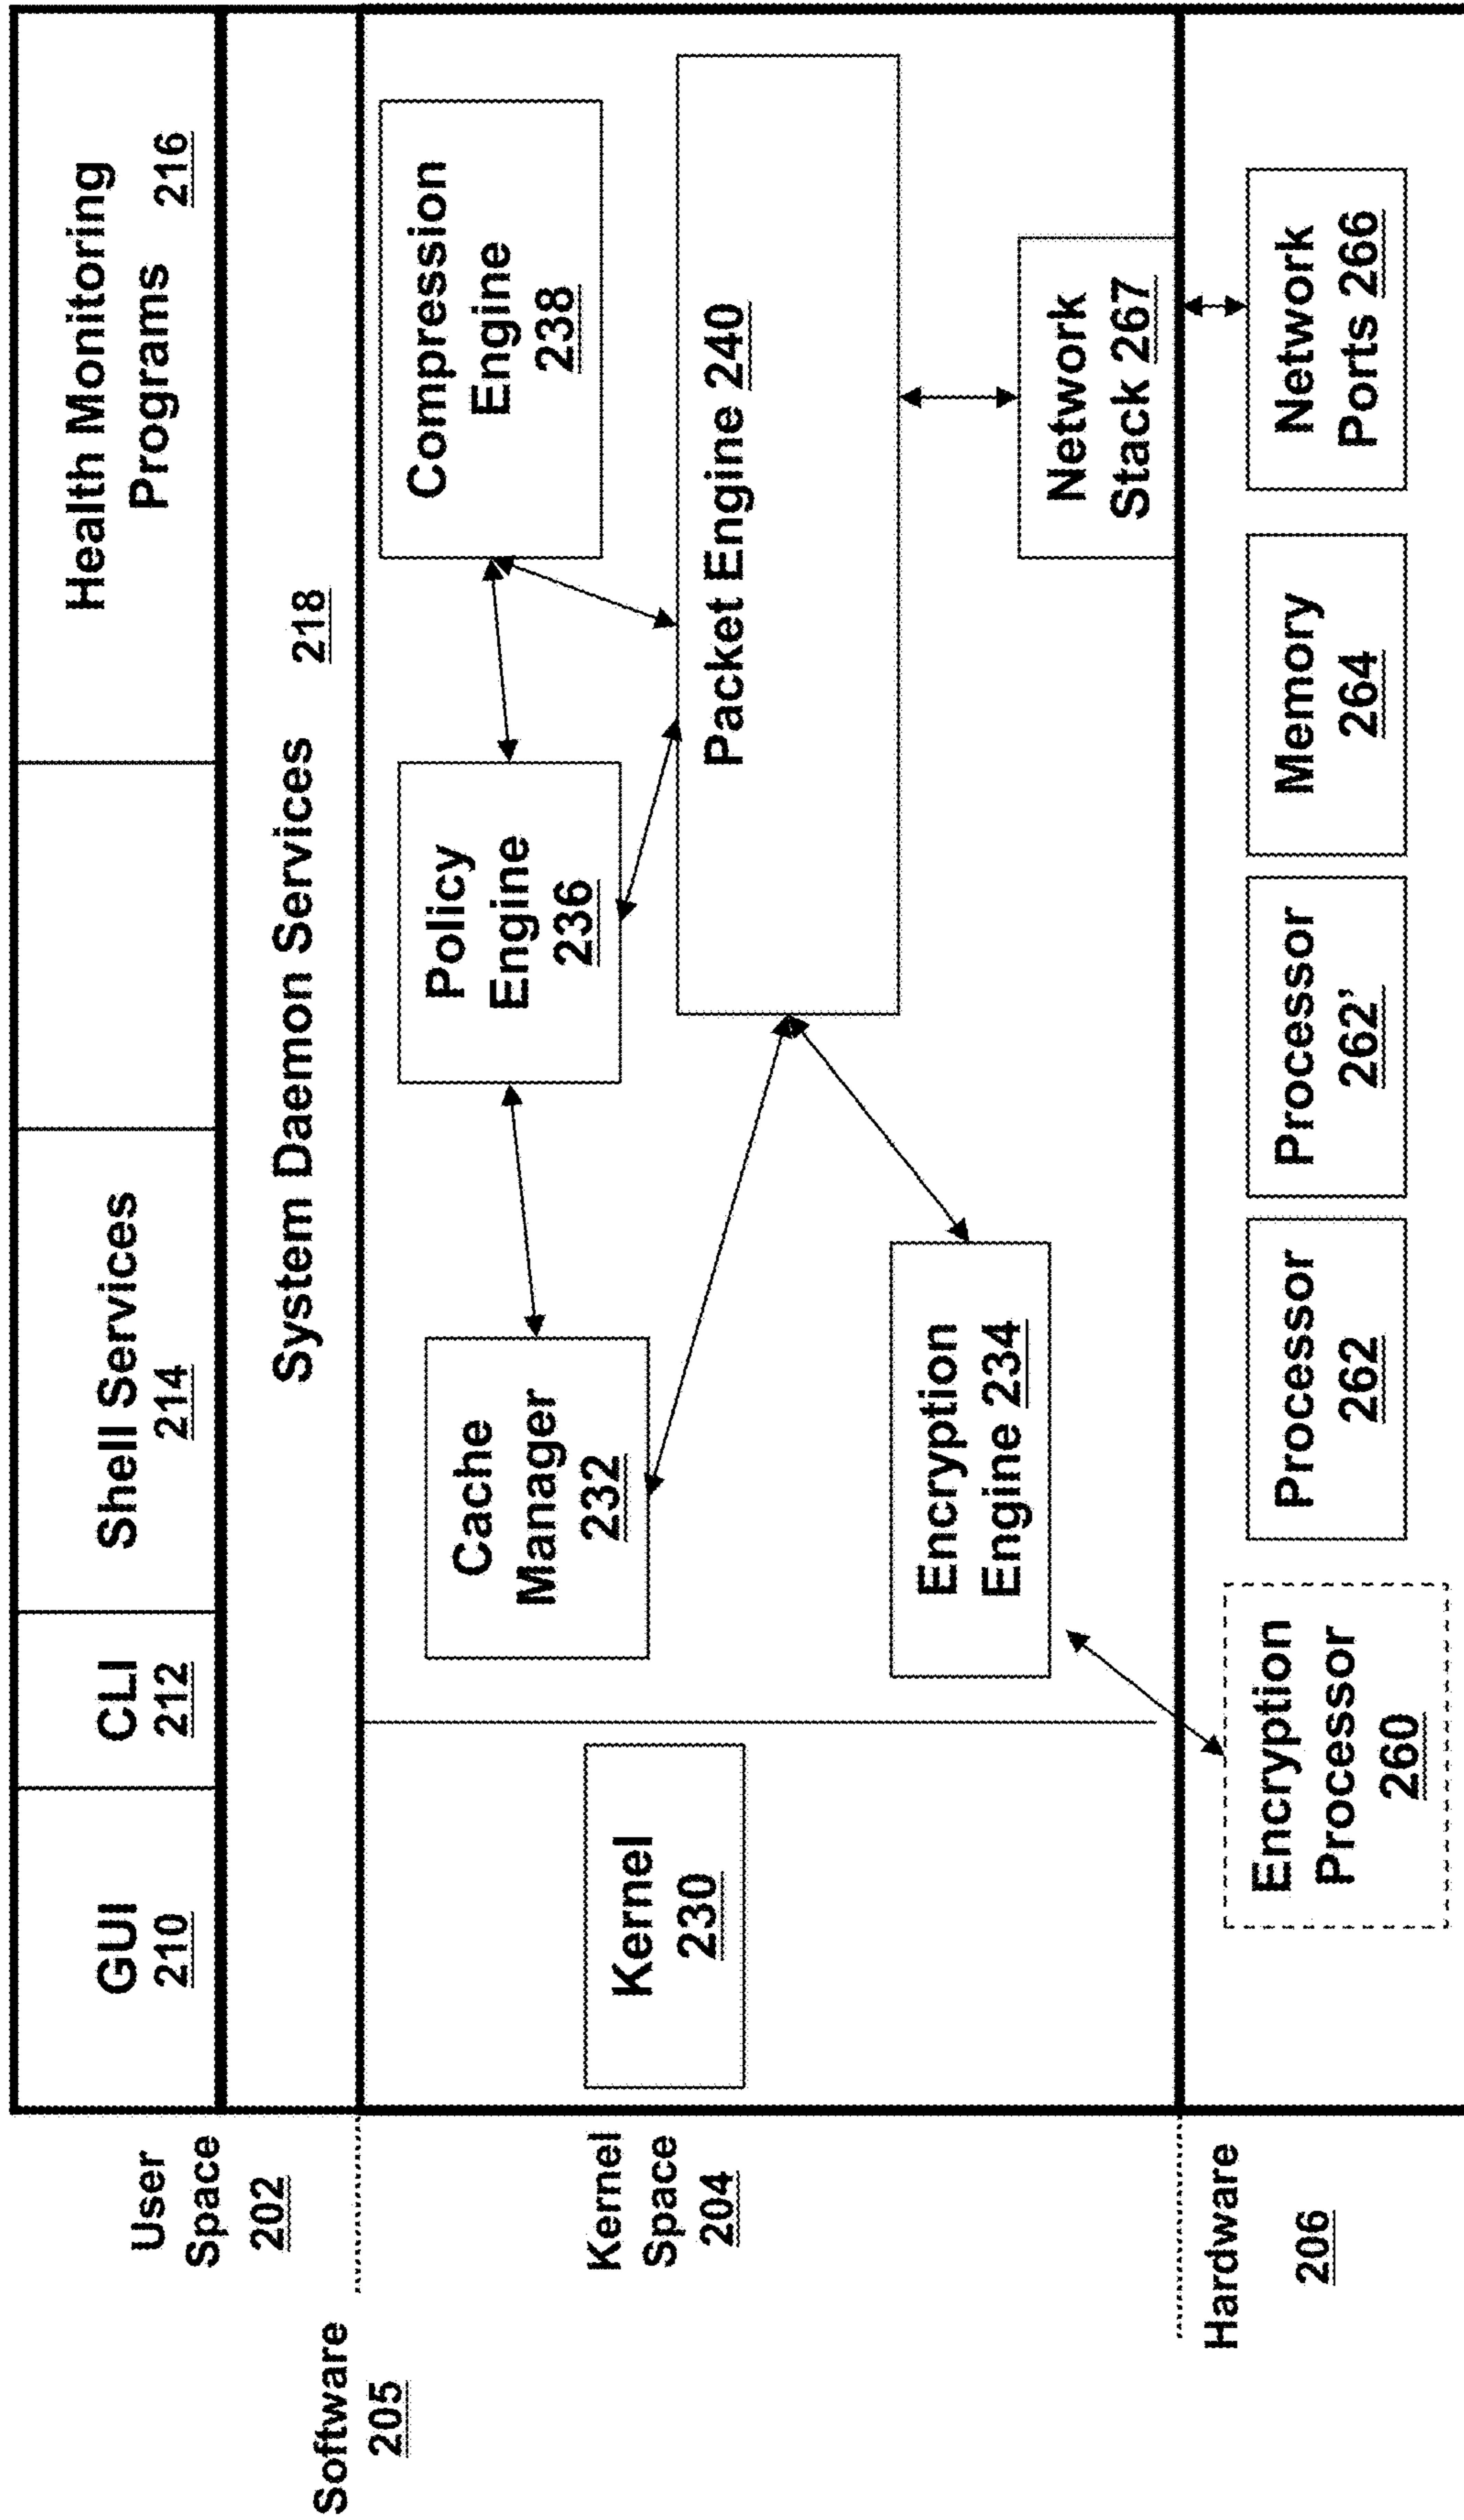 User
Space
202
GUI
210
CLI
212
Shell Services
214
Health Monitoring
Programs 216
System Daemon Services 218
Software
205
Kernel
Space
204
Kernel
230
Cache
Manager
232
Policy
Engine
236
Compression
Engine
238
Packet Engine 240
Encryption
Engine 234
Network
Stack 267
Hardware
206
Encryption
Processor
260
Processor
262
Processor
262’
Memory
264
Network
Ports 266